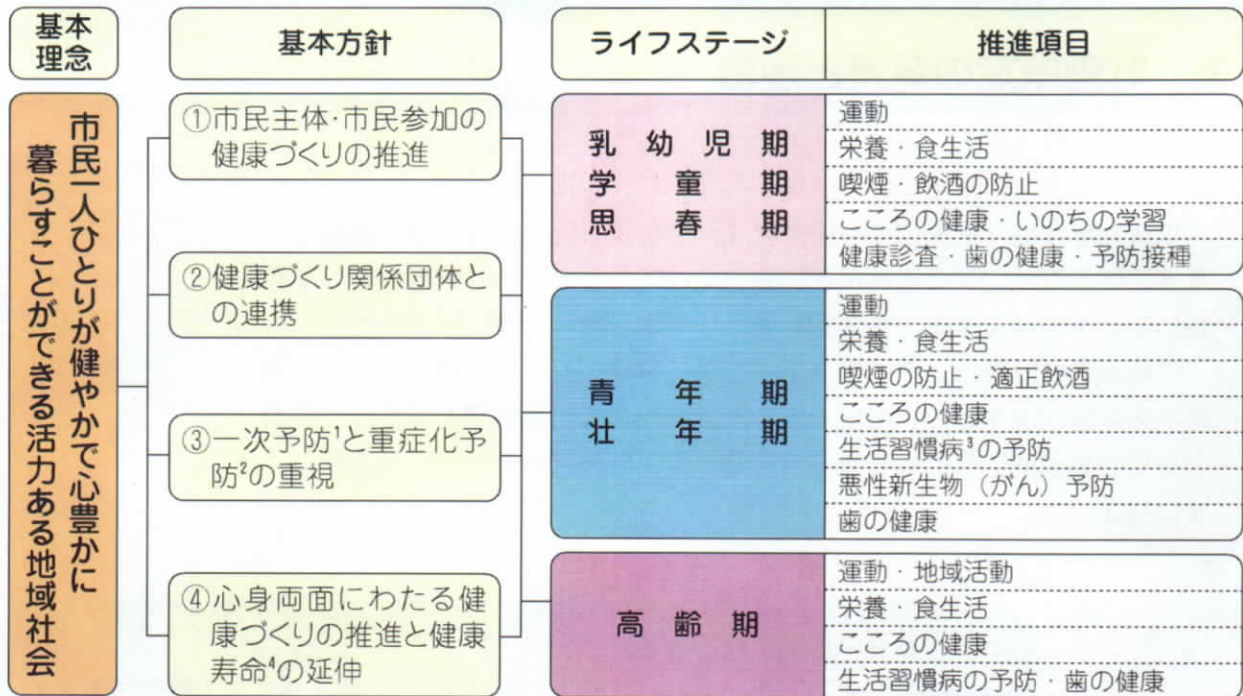 基本
理念
基本方針
ライフステージ
推進項目
市民一人ひとりが健やかで心豊かに
暮らすことができる活力ある地域社会
①市民主体・市民参加の
健康づくりの推進
②健康づくり関係団体と
の連携
③一次予防¹と重症化予
防²の重視
④心身両面にわたる健
康づくりの推進と健康
寿命⁴の延伸
乳幼児期
学童期
思春期
運動
栄養・食生活
喫煙・飲酒の防止
こころの健康・いのちの学習
健康診査・歯の健康・予防接種
青年期
壮年期
運動
栄養・食生活
喫煙の防止・適正飲酒
こころの健康
生活習慣病³の予防
悪性新生物（がん）予防
歯の健康
高齢期
運動・地域活動
栄養・食生活
こころの健康
生活習慣病の予防・歯の健康